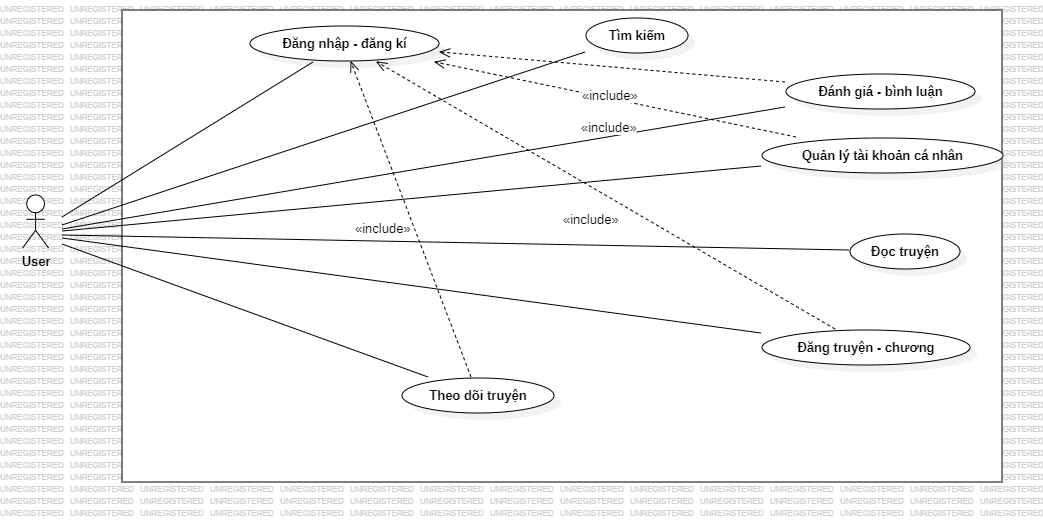 Đăng nhập - đăng kí
Tìm kiếm
Đánh giá - bình luận
«include»
«include»
Quản lý tài khoản cá nhân
«include»
«include»
User
Đọc truyện
Đăng truyện - chương
Theo dõi truyện
UNREGISTERED